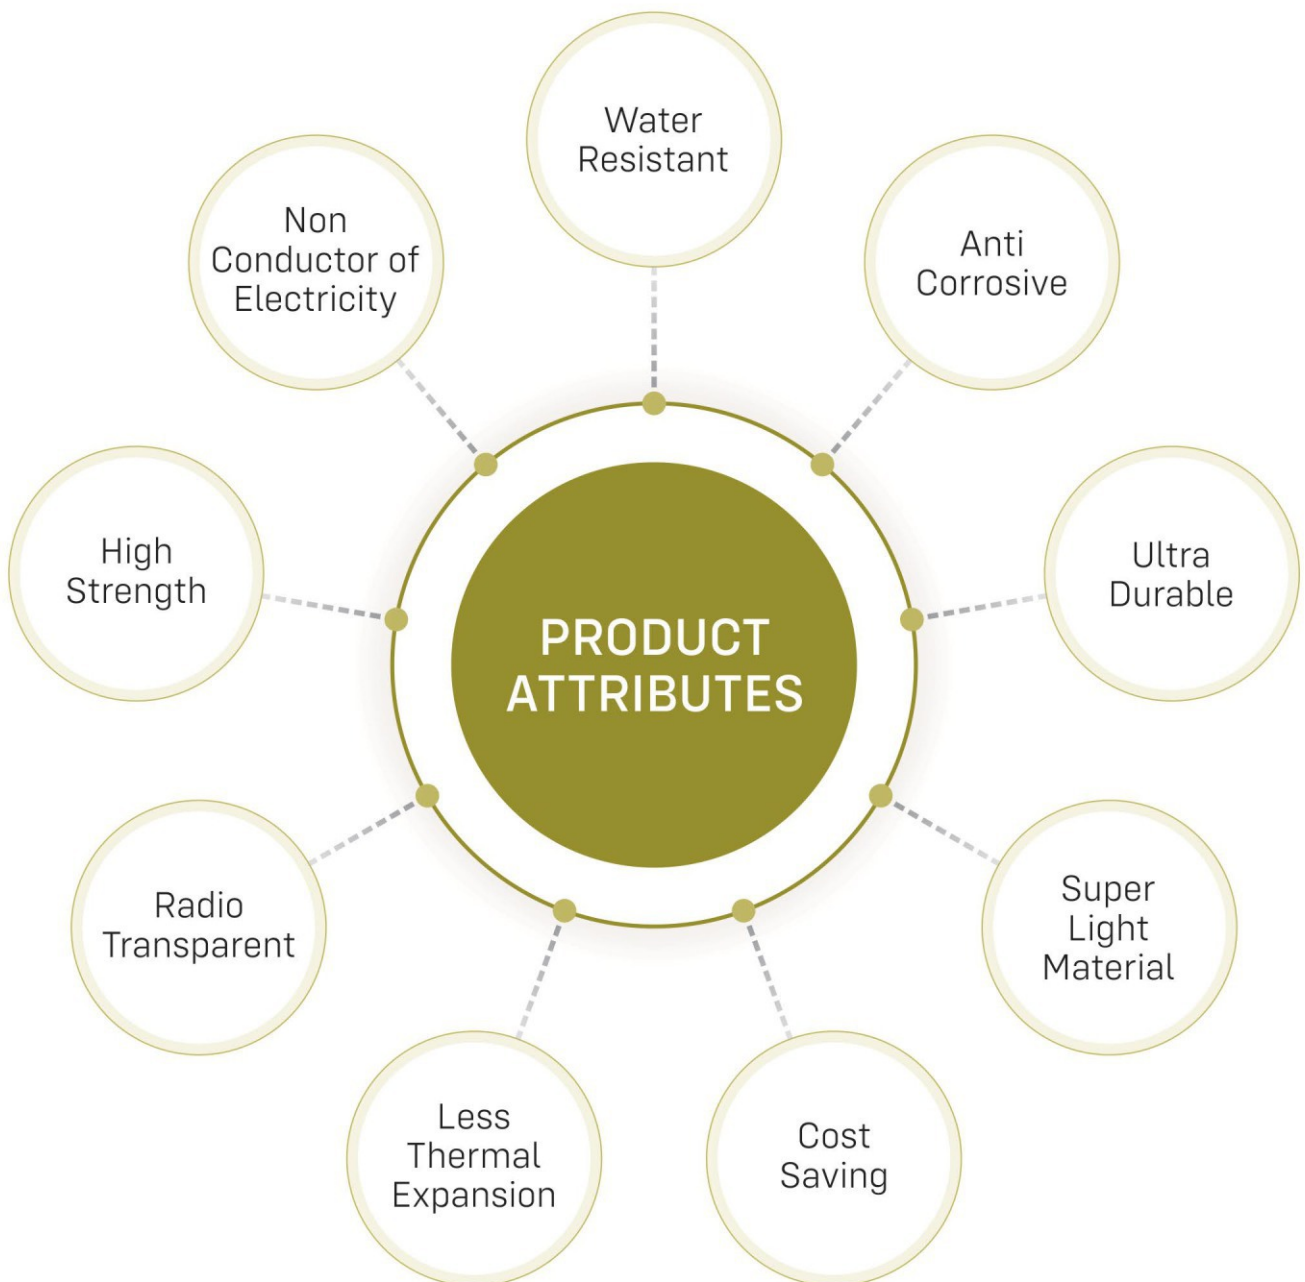 Water
Resistant
Anti
Corrosive
Ultra
Durable
Super
Light
Material
Cost
Saving
Less
Thermal
Expansion
Radio
Transparent
High
Strength
Non
Conductor of
Electricity
PRODUCT
ATTRIBUTES